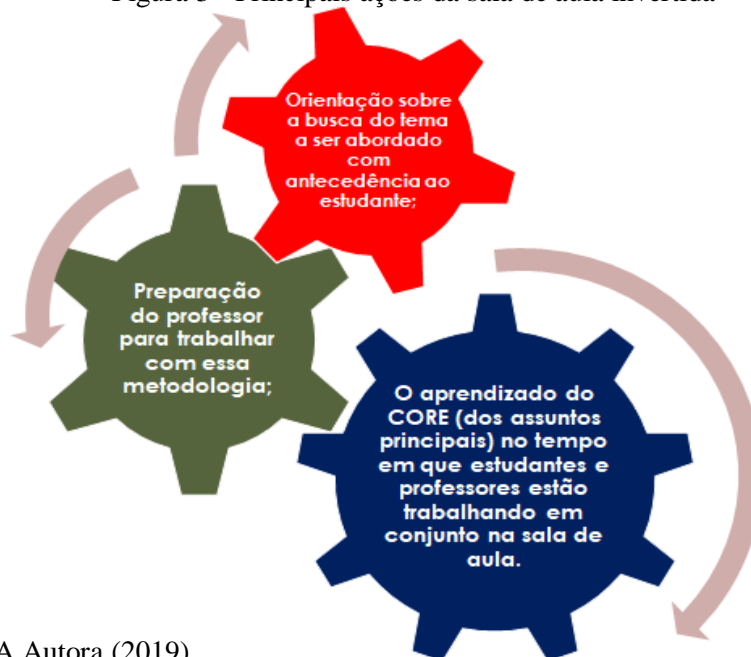 Orientação sobre
a busca do tema
a ser abordado
com
antecedência ao
estudante;
Preparação
do professor
para trabalhar
com essa
metodologia;
O aprendizado do
CORE (dos assuntos
principais) no tempo
em que estudantes e
professores estão
trabalhando em
conjunto na sala de
aula.
A Autora (2019)